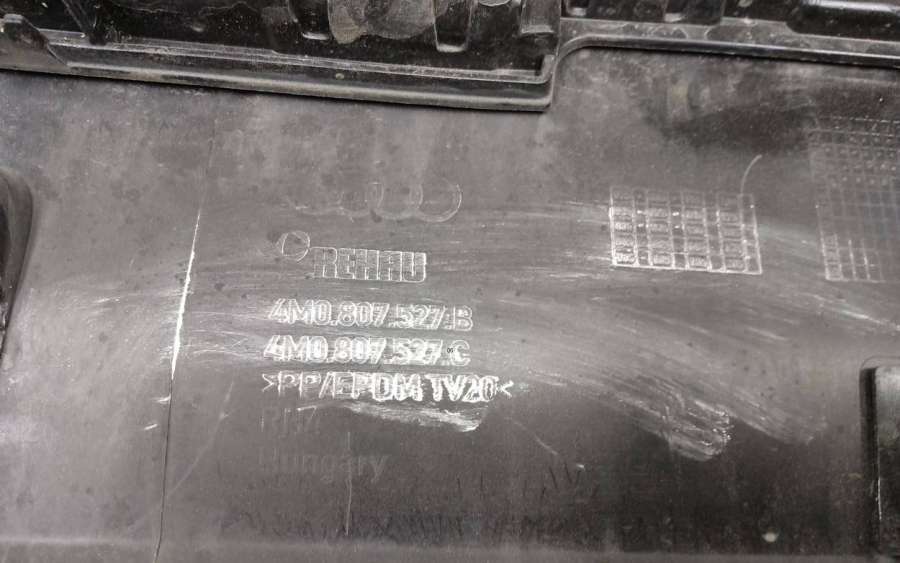 REHAU
4M0.807.527.B
4M0.807.527.C
>PP/EPDM TV20<
Hungary